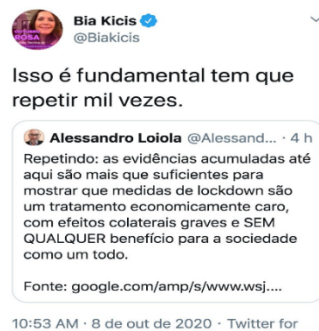 Bia Kicis
@Biakicis
Isso é fundamental tem que
repetir mil vezes.
Alessandro Loiola @Alessand... · 4 h
Repetindo: as evidências acumuladas até
aqui são mais que suficientes para
mostrar que medidas de lockdown são
um tratamento economicamente caro,
com efeitos colaterais graves e SEM
QUALQUER benefício para a sociedade
como um todo.
Fonte: google.com/amp/s/www.wsj....
10:53 AM · 8 de out de 2020 · Twitter for